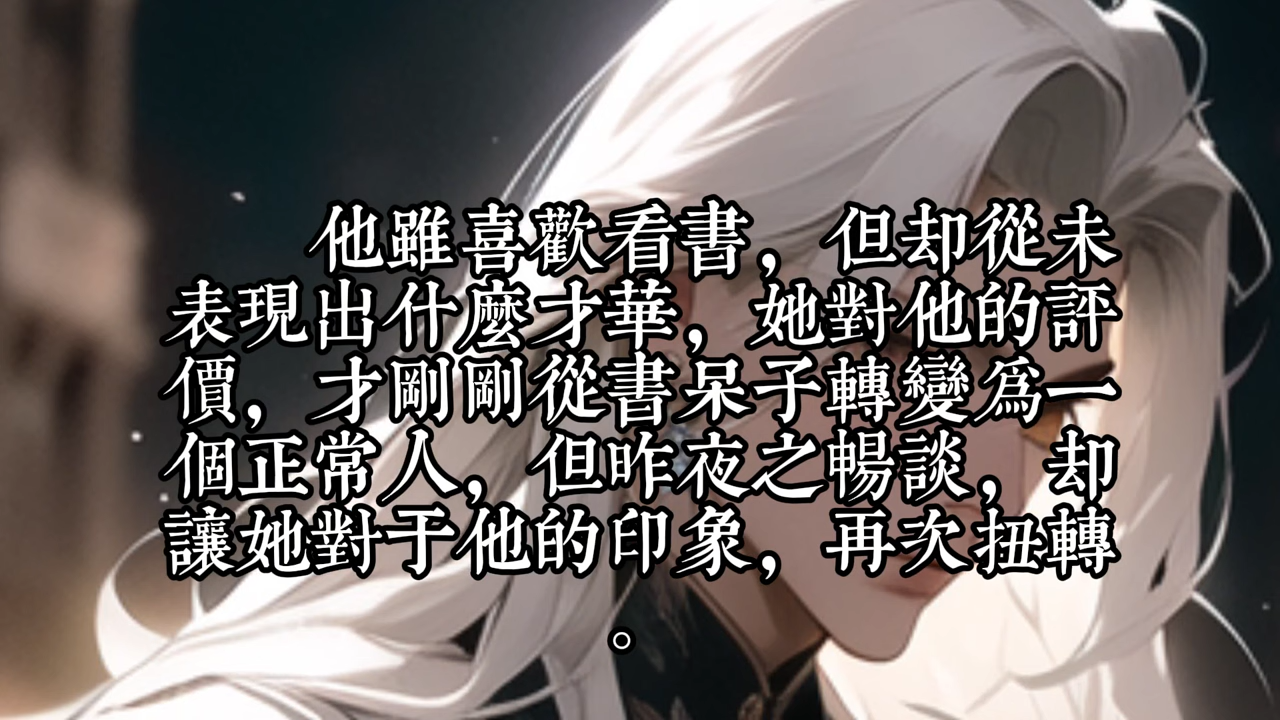 他雖喜歡看書，但却從未
表現出什麼才華，她對他的評
價，才剛剛從書呆子轉變爲一
個正常人，但昨夜之暢談，却
讓她對于他的印象，再次扭轉
。